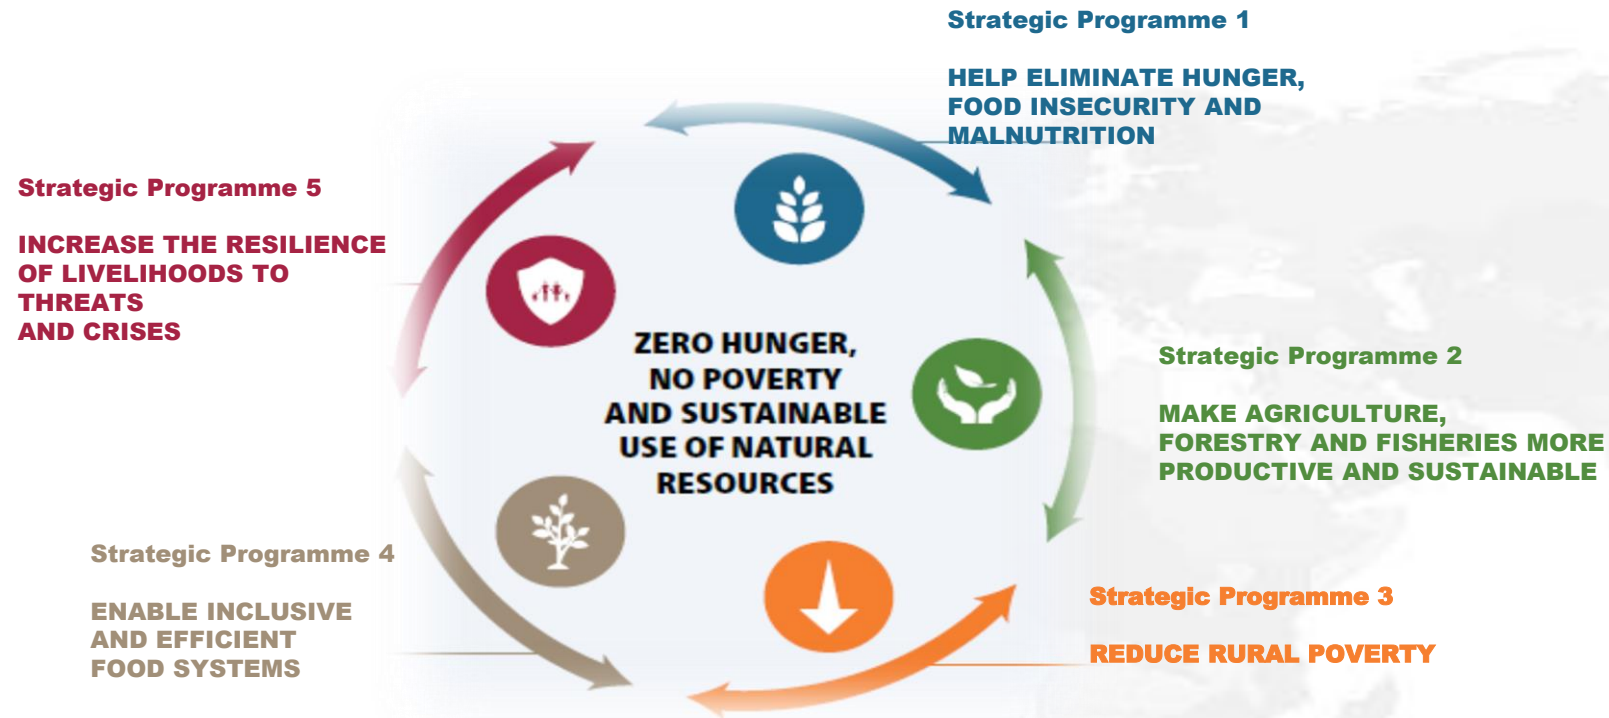 Strategic Programme 1
HELP ELIMINATE HUNGER,
FOOD INSECURITY AND
MALNUTRITION
Strategic Programme 5
INCREASE THE RESILIENCE
OF LIVELIHOODS TO
THREATS
AND CRISES
ZERO HUNGER,
NO POVERTY
AND SUSTAINABLE
USE OF NATURAL
RESOURCES
Strategic Programme 2
MAKE AGRICULTURE,
FORESTRY AND FISHERIES MORE
PRODUCTIVE AND SUSTAINABLE
Strategic Programme 4
ENABLE INCLUSIVE
AND EFFICIENT
FOOD SYSTEMS
Strategic Programme 3
REDUCE RURAL POVERTY